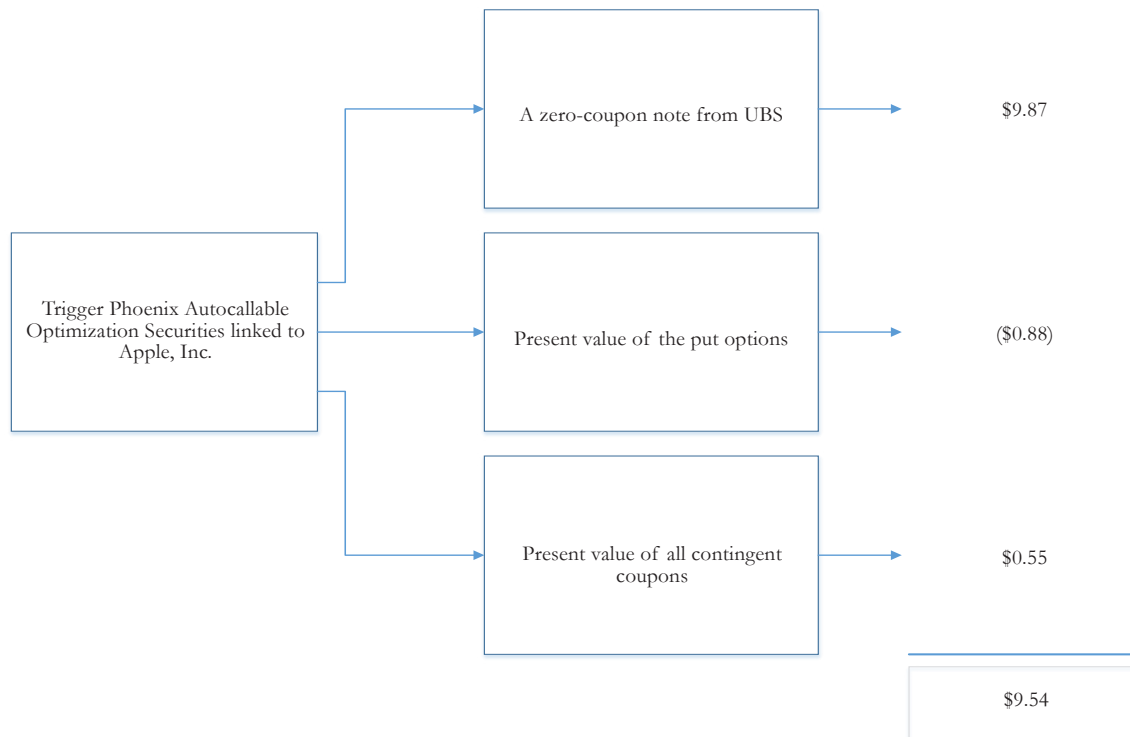 A zero-coupon note from UBS
$9.87
Trigger Phoenix Autocallable
Optimization Securities linked to
Apple, Inc.
Present value of the put options
($0.88)
Present value of all contingent
coupons
$0.55
$9.54